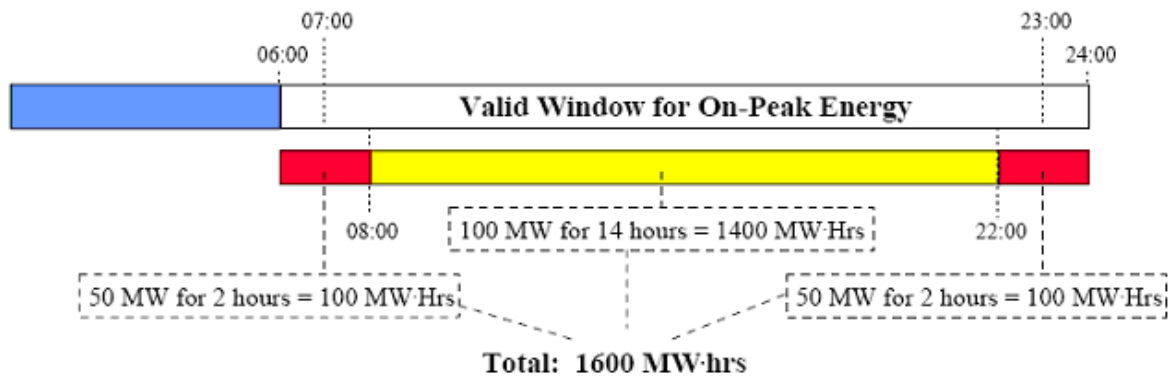 07:00
23:00
06:00
24:00
Valid Window for On-Peak Energy
08:00
100 MW for 14 hours = 1400 MW·Hrs
22:00
50 MW for 2 hours = 100 MW·Hrs
50 MW for 2 hours = 100 MW·Hrs
Total: 1600 MW·hrs